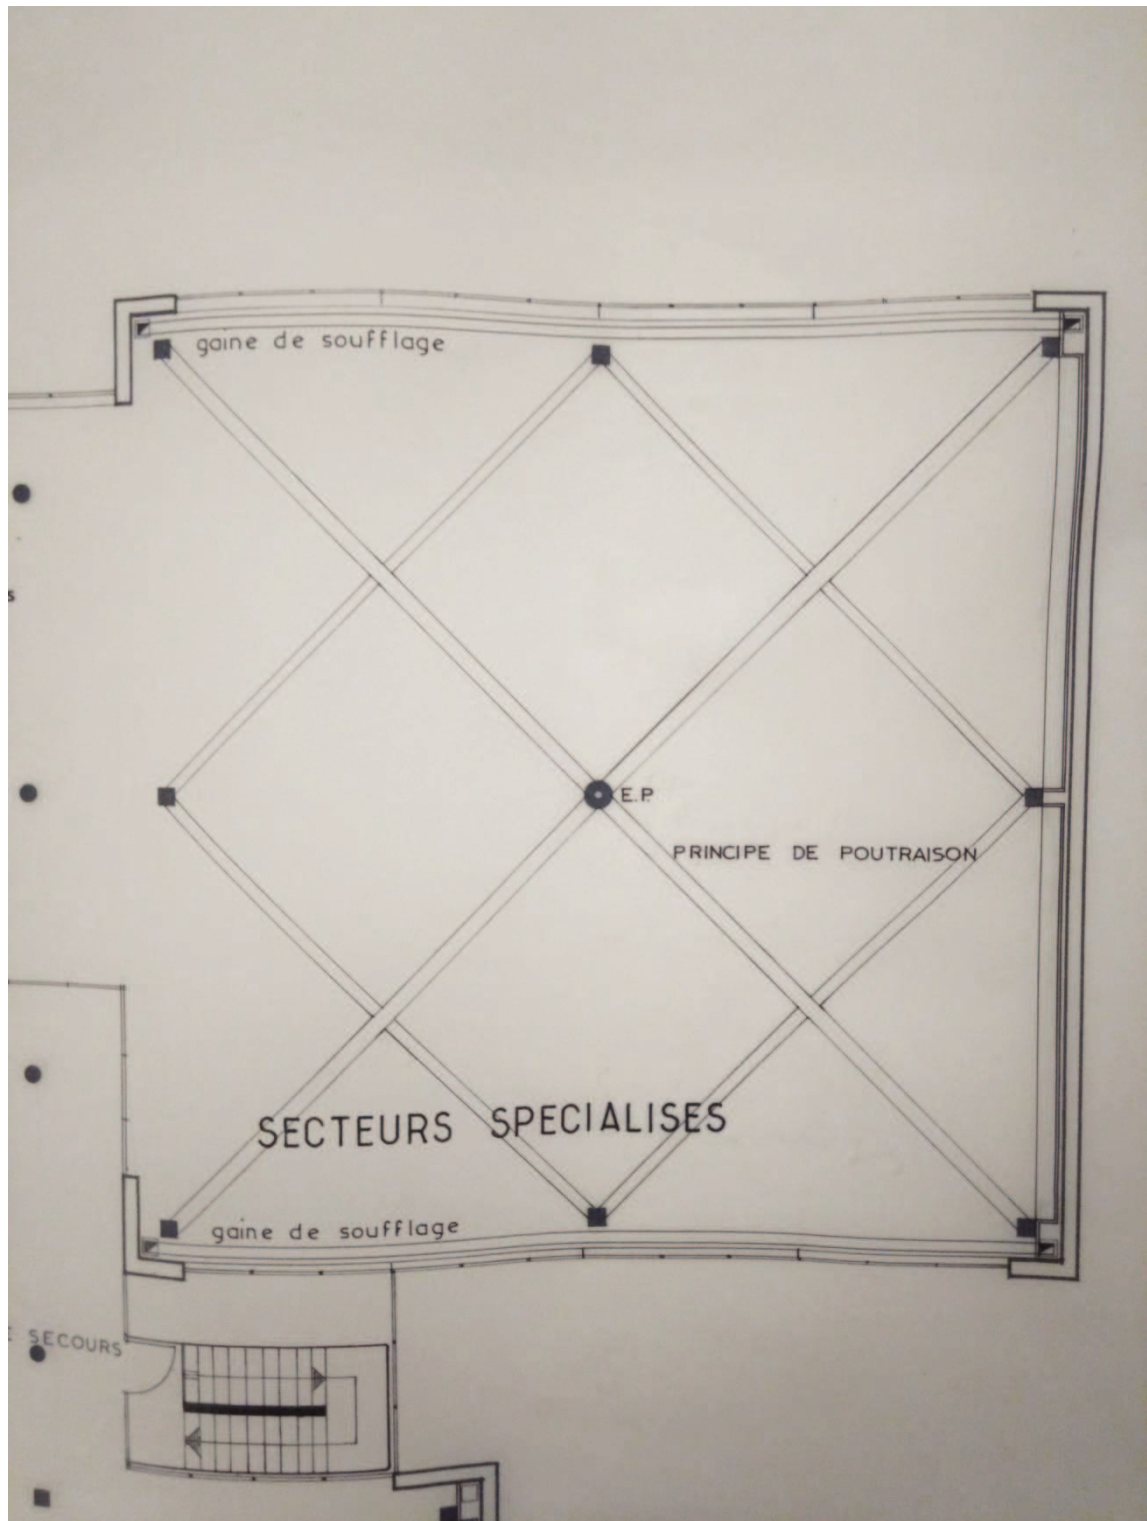 gaine de soufflage
E.P.
PRINCIPE DE POUTRAISON
SECTEURS SPECIALISES
gaine de soufflage
SECOURS